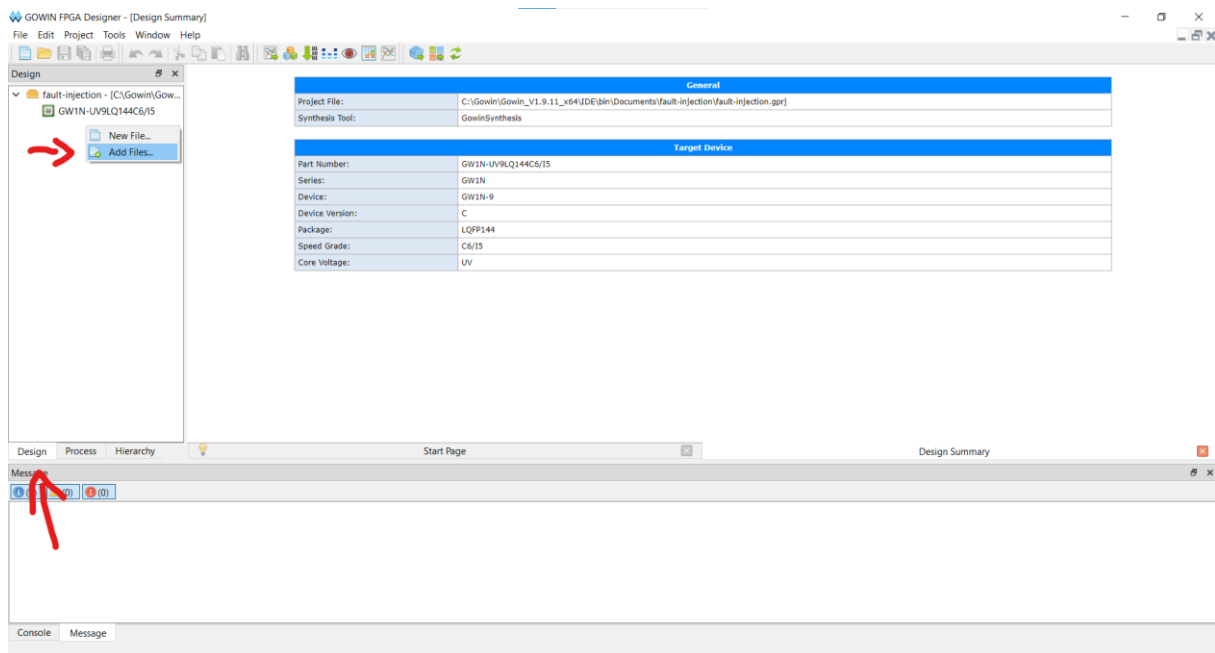 GOWIN FPGA Designer - [Design Summary]
File Edit Project Tools Window Help
Design
fault-injection - [C:\Gowin\Gow...
GW1N-UV9LQ144C6/I5
New File...
Add Files...
General
Project File: C:\Gowin\Gowin_V1.9.11_x64\IDE\bin\Documents\fault-injection\fault-injection.gprj
Synthesis Tool: GowinSynthesis
Target Device
Part Number: GW1N-UV9LQ144C6/I5
Series: GW1N
Device: GW1N-9
Device Version: C
Package: LQFP144
Speed Grade: C6/I5
Core Voltage: UV
Design Process Hierarchy
Start Page
Design Summary
Message
(0) (0)
Console Message